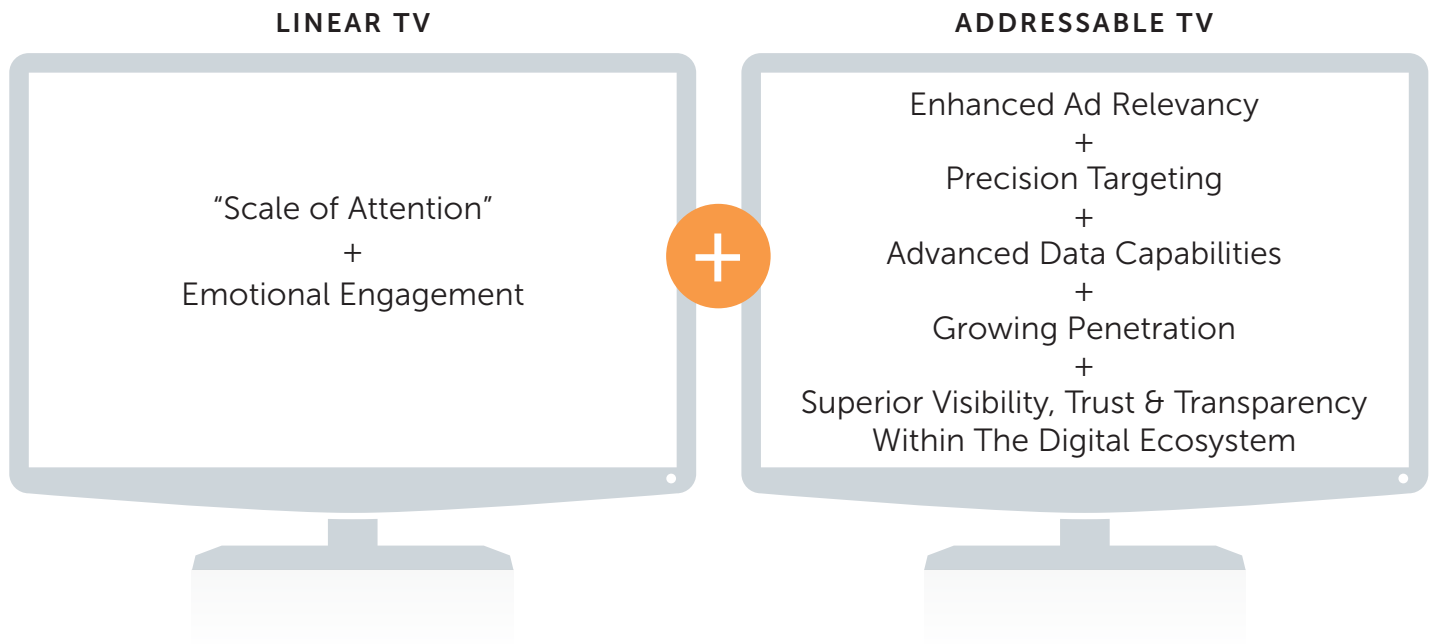 LINEAR TV
“Scale of Attention”
+
Emotional Engagement
+
ADDRESSABLE TV
Enhanced Ad Relevancy
+
Precision Targeting
+
Advanced Data Capabilities
+
Growing Penetration
+
Superior Visibility, Trust & Transparency
Within The Digital Ecosystem